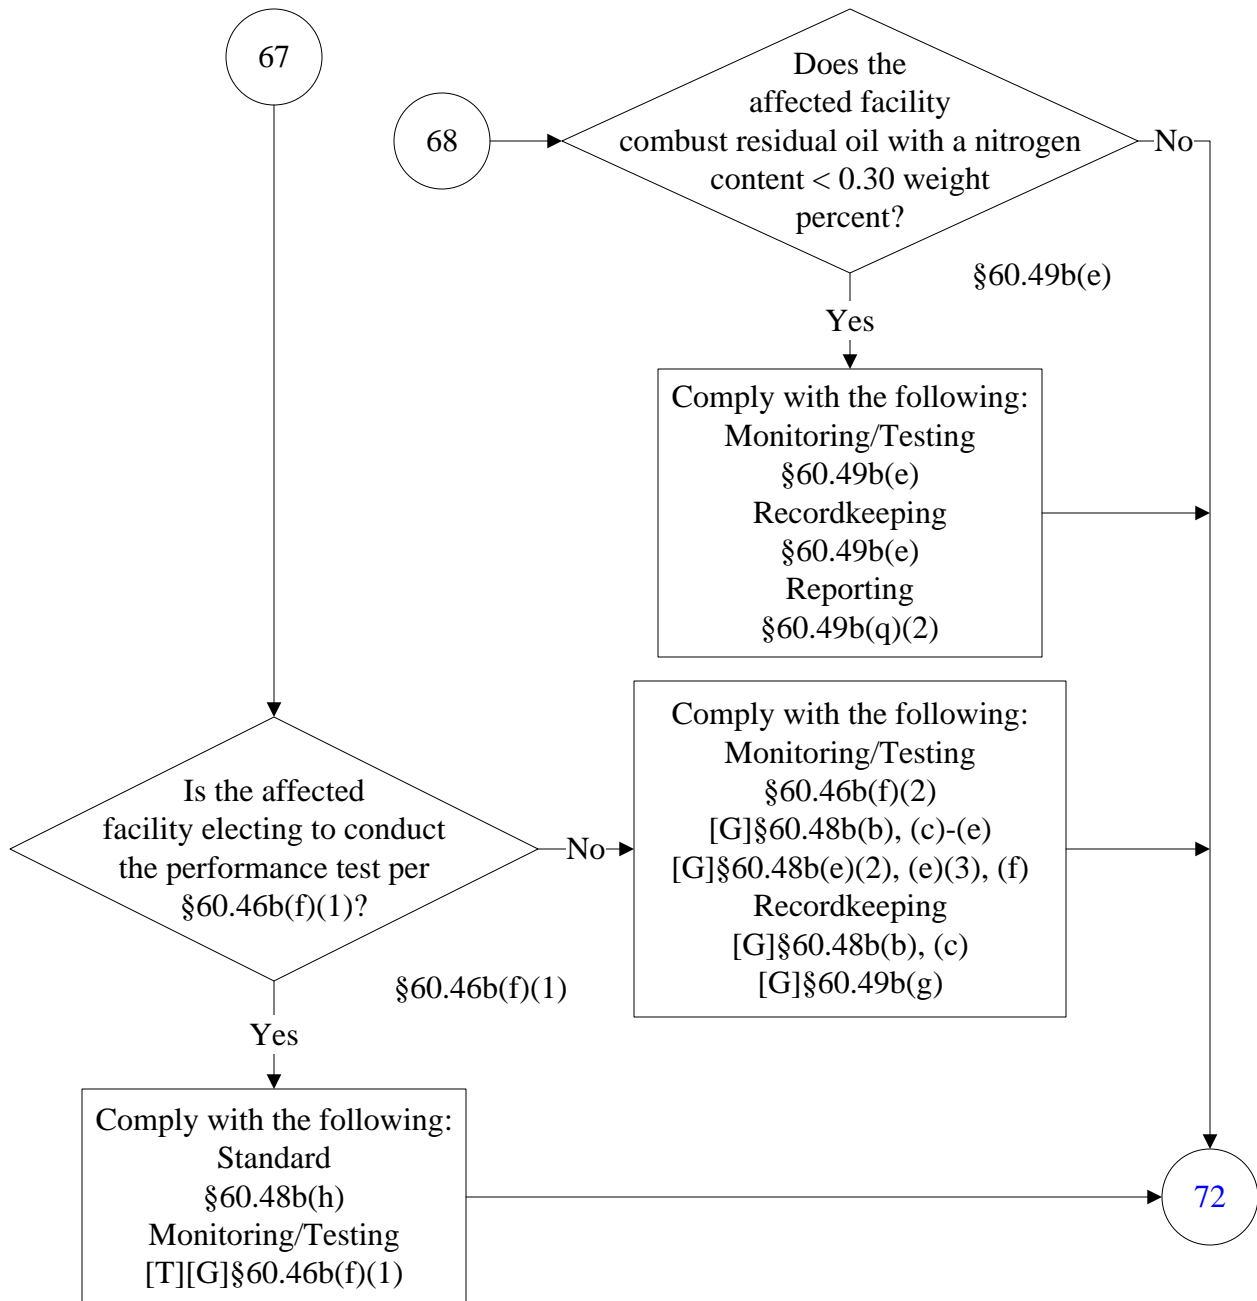 67
68
Does the
affected facility
combust residual oil with a nitrogen
content < 0.30 weight
percent?
No
§60.49b(e)
Yes
Comply with the following:
Monitoring/Testing
§60.49b(e)
Recordkeeping
§60.49b(e)
Reporting
§60.49b(q)(2)
Is the affected
facility electing to conduct
the performance test per
§60.46b(f)(1)?
No
Comply with the following:
Monitoring/Testing
§60.46b(f)(2)
[G]§60.48b(b), (c)-(e)
[G]§60.48b(e)(2), (e)(3), (f)
Recordkeeping
[G]§60.48b(b), (c)
[G]§60.49b(g)
§60.46b(f)(1)
Yes
Comply with the following:
Standard
§60.48b(h)
Monitoring/Testing
[T][G]§60.46b(f)(1)
72